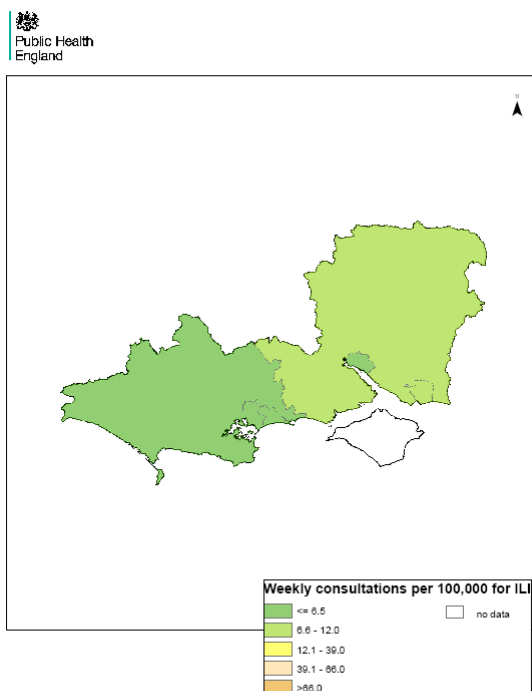 Public Health
England
N
Weekly consultations per 100,000 for ILI
<= 6.5
6.6 - 12.0
12.1 - 39.0
39.1 - 66.0
>66.0
no data